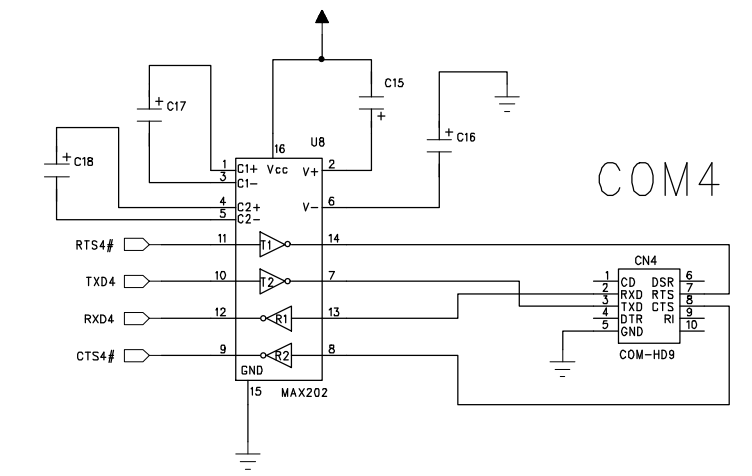 C15
+
+ C17
U8
+ C16
16
+ C18
1 C1+ Vcc V+ 2
3 C1-
COM4
4 C2+ V- 6
5 C2-
RTS4# 11 T1 14
CN4
TXD4 10 T2 7
1 CD DSR 6
2 RXD RTS 7
3 TXD CTS 8
4 DTR RI 9
5 GND 10
RXD4 12 R1 13
CTS4# 9 R2 8
COM-HD9
GND
15 MAX202